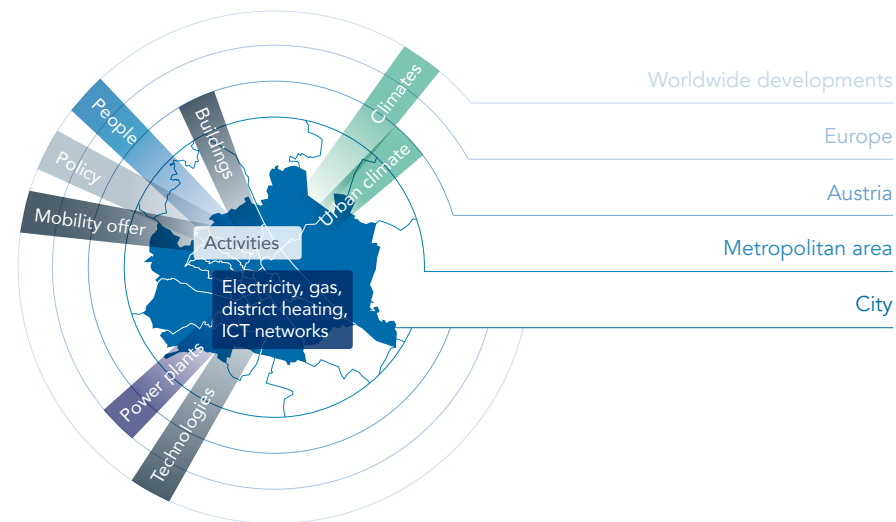 Worldwide developments
Europe
Austria
Metropolitan area
City
Climates
Urban climate
Buildings
People
Policy
Mobility offer
Activities
Electricity, gas,
district heating,
ICT networks
Power plants
Technologies